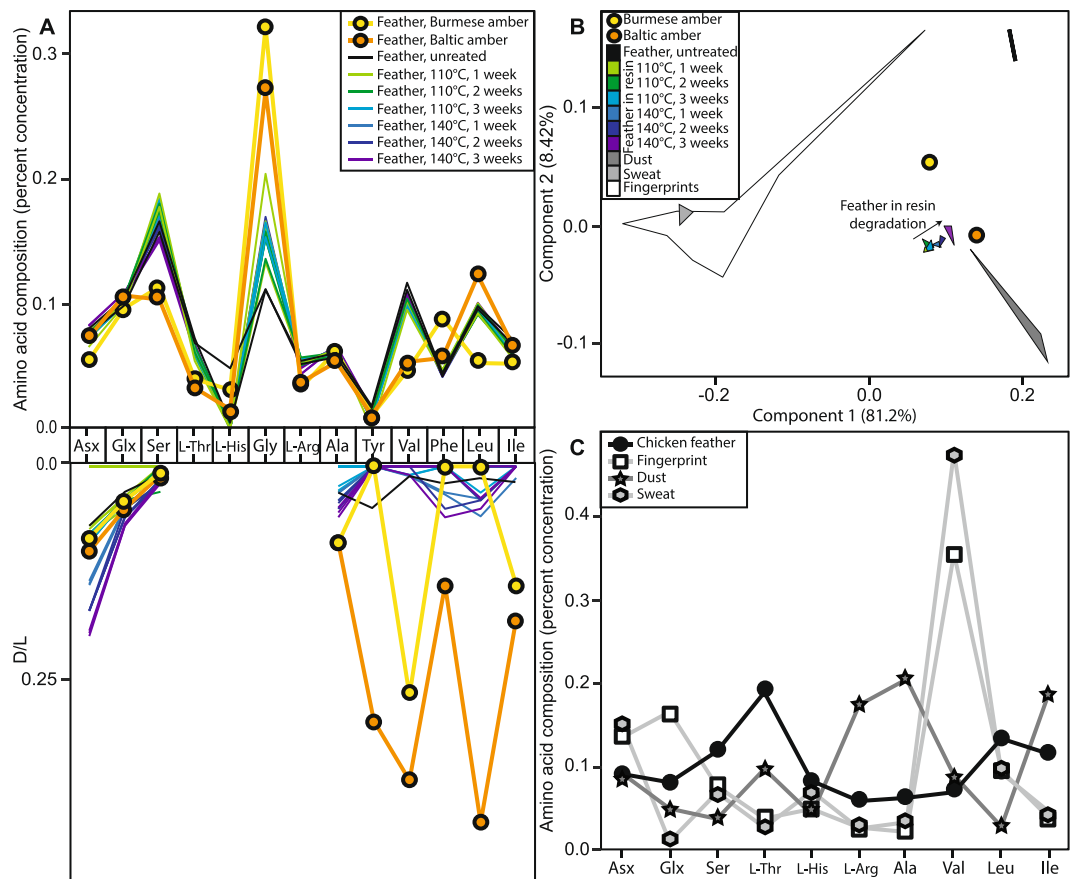 A
Feather, Burmese amber
Feather, Baltic amber
Feather, untreated
Feather, 110°C, 1 week
Feather, 110°C, 2 weeks
Feather, 110°C, 3 weeks
Feather, 140°C, 1 week
Feather, 140°C, 2 weeks
Feather, 140°C, 3 weeks
Amino acid composition (percent concentration)
0.3
0.2
0.1
0.0
Asx Glx Ser L-Thr L-His Gly L-Arg Ala Tyr Val Phe Leu Ile
0.0
0.25
D/L
B
Burmese amber
Baltic amber
Feather, untreated
110°C, 1 week
110°C, 2 weeks
110°C, 3 weeks
140°C, 1 week
140°C, 2 weeks
140°C, 3 weeks
Dust
Sweat
Fingerprints
Feather in resin
Component 2 (8.42%)
0.1
0.0
-0.1
Feather in resin
degradation
-0.2 0.0 0.2
Component 1 (81.2%)
C
Chicken feather
Fingerprint
Dust
Sweat
Amino acid composition (percent concentration)
0.4
0.3
0.2
0.1
0.0
Asx Glx Ser L-Thr L-His L-Arg Ala Val Leu Ile